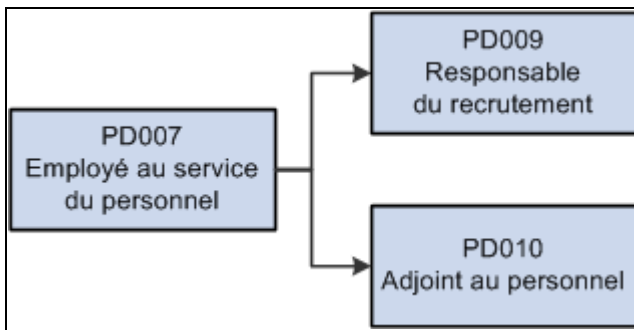 PD007
Employé au service
du personnel
PD009
Responsable
du recrutement
PD010
Adjoint au personnel